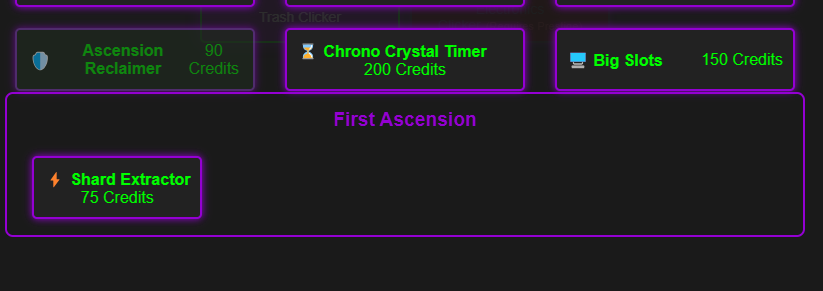 Trash Clicker
Ascension
Reclaimer
90
Credits
Chrono Crystal Timer
200 Credits
Big Slots
150 Credits
First Ascension
Shard Extractor
75 Credits